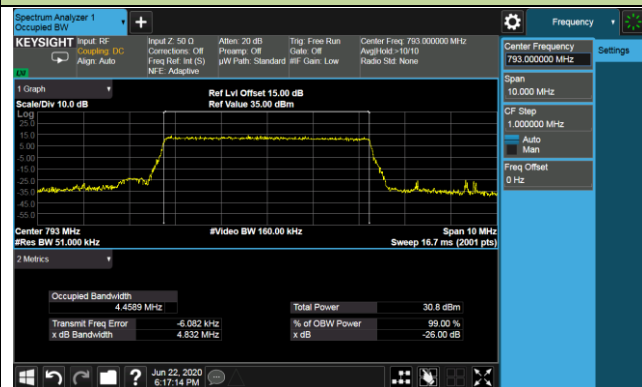 Spectrum Analyzer 1
Occupied BW
Frequency
KEYSIGHT
Input: RF
Coupling: DC
Align: Auto
Input Z: 50 Ω
Corrections: Off
Freq Ref: Int (S)
NFE: Adaptive
Atten: 20 dB
Preamp: Off
µW Path: Standard
Trig: Free Run
Gate: Off
#IF Gain: Low
Center Freq: 793.000000 MHz
Avg|Hold:>10/10
Radio Std: None
Center Frequency
793.000000 MHz
Settings
Span
10.000 MHz
CF Step
1.000000 MHz
Auto
Man
Freq Offset
0 Hz
1 Graph
Scale/Div 10.0 dB
Ref Lvl Offset 15.00 dB
Ref Value 35.00 dBm
Log
25.0
15.0
5.00
-5.00
-15.0
-25.0
-35.0
-45.0
-55.0
Center 793 MHz
#Video BW 160.00 kHz
Span 10 MHz
#Res BW 51.000 kHz
Sweep 16.7 ms (2001 pts)
2 Metrics
Occupied Bandwidth
4.4589 MHz
Total Power
30.8 dBm
Transmit Freq Error
-6.082 kHz
% of OBW Power
99.00 %
x dB Bandwidth
4.832 MHz
x dB
-26.00 dB
Jun 22, 2020
6:17:14 PM